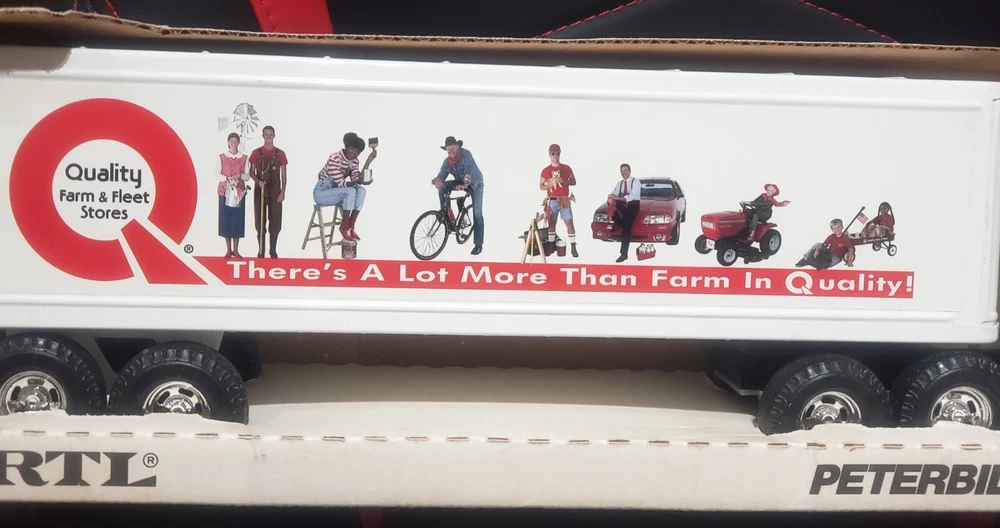 Quality
Farm & Fleet
Stores
®
There's A Lot More Than Farm In Quality!
RTL®
PETERBIL